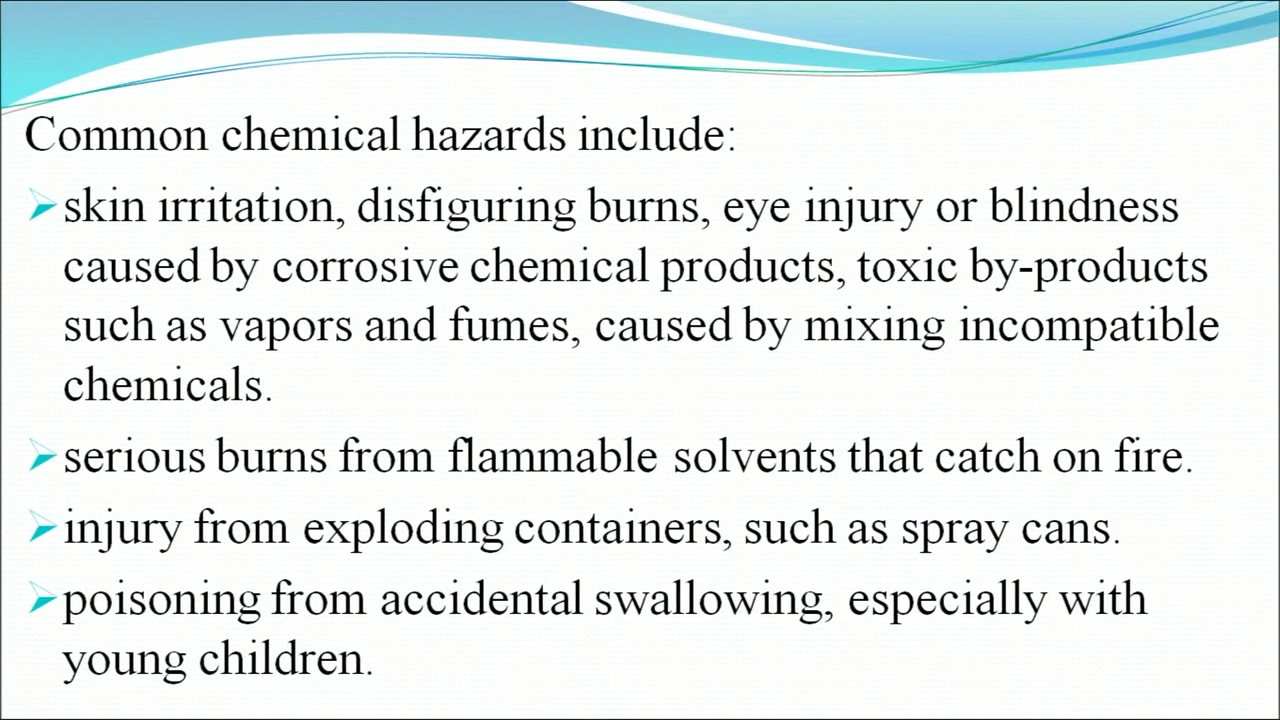 Common chemical hazards include:
skin irritation, disfiguring burns, eye injury or blindness
caused by corrosive chemical products, toxic by-products
such as vapors and fumes, caused by mixing incompatible
chemicals.
serious burns from flammable solvents that catch on fire.
injury from exploding containers, such as spray cans.
poisoning from accidental swallowing, especially with
young children.